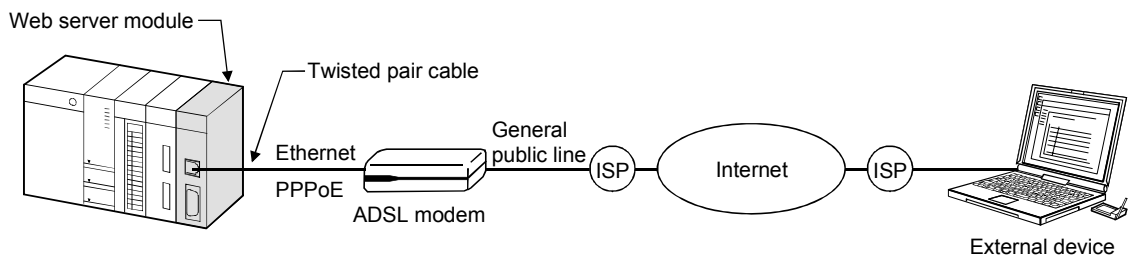 Web server module
Twisted pair cable
Ethernet
PPPoE
ADSL modem
General
public line
ISP
Internet
ISP
External device